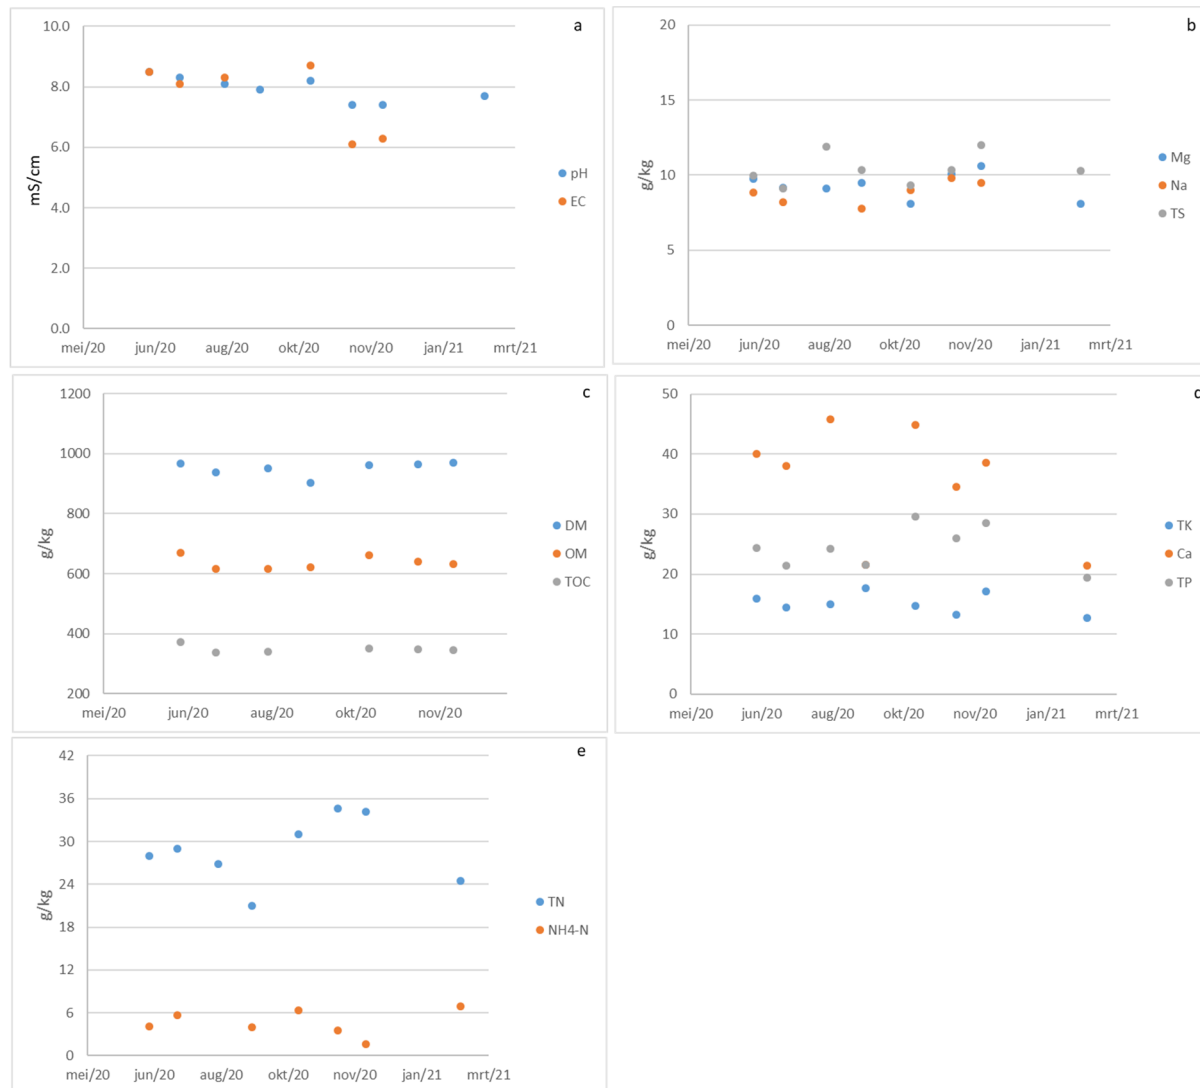 a
10.0
8.0
6.0
4.0
2.0
0.0
mS/cm
mei/20 jun/20 aug/20 okt/20 nov/20 jan/21 mrt/21
pH
EC
b
20
15
10
5
0
g/kg
mei/20 jun/20 aug/20 okt/20 nov/20 jan/21 mrt/21
Mg
Na
TS
c
1200
1000
800
600
400
200
g/kg
mei/20 jun/20 aug/20 okt/20 nov/20
DM
OM
TOC
50
40
30
20
10
0
g/kg
mei/20 jun/20 aug/20 okt/20 nov/20 jan/21 mrt/21
TK
Ca
TP
e
42
36
30
24
18
12
6
0
g/kg
mei/20 jun/20 aug/20 okt/20 nov/20 jan/21 mrt/21
TN
NH4-N